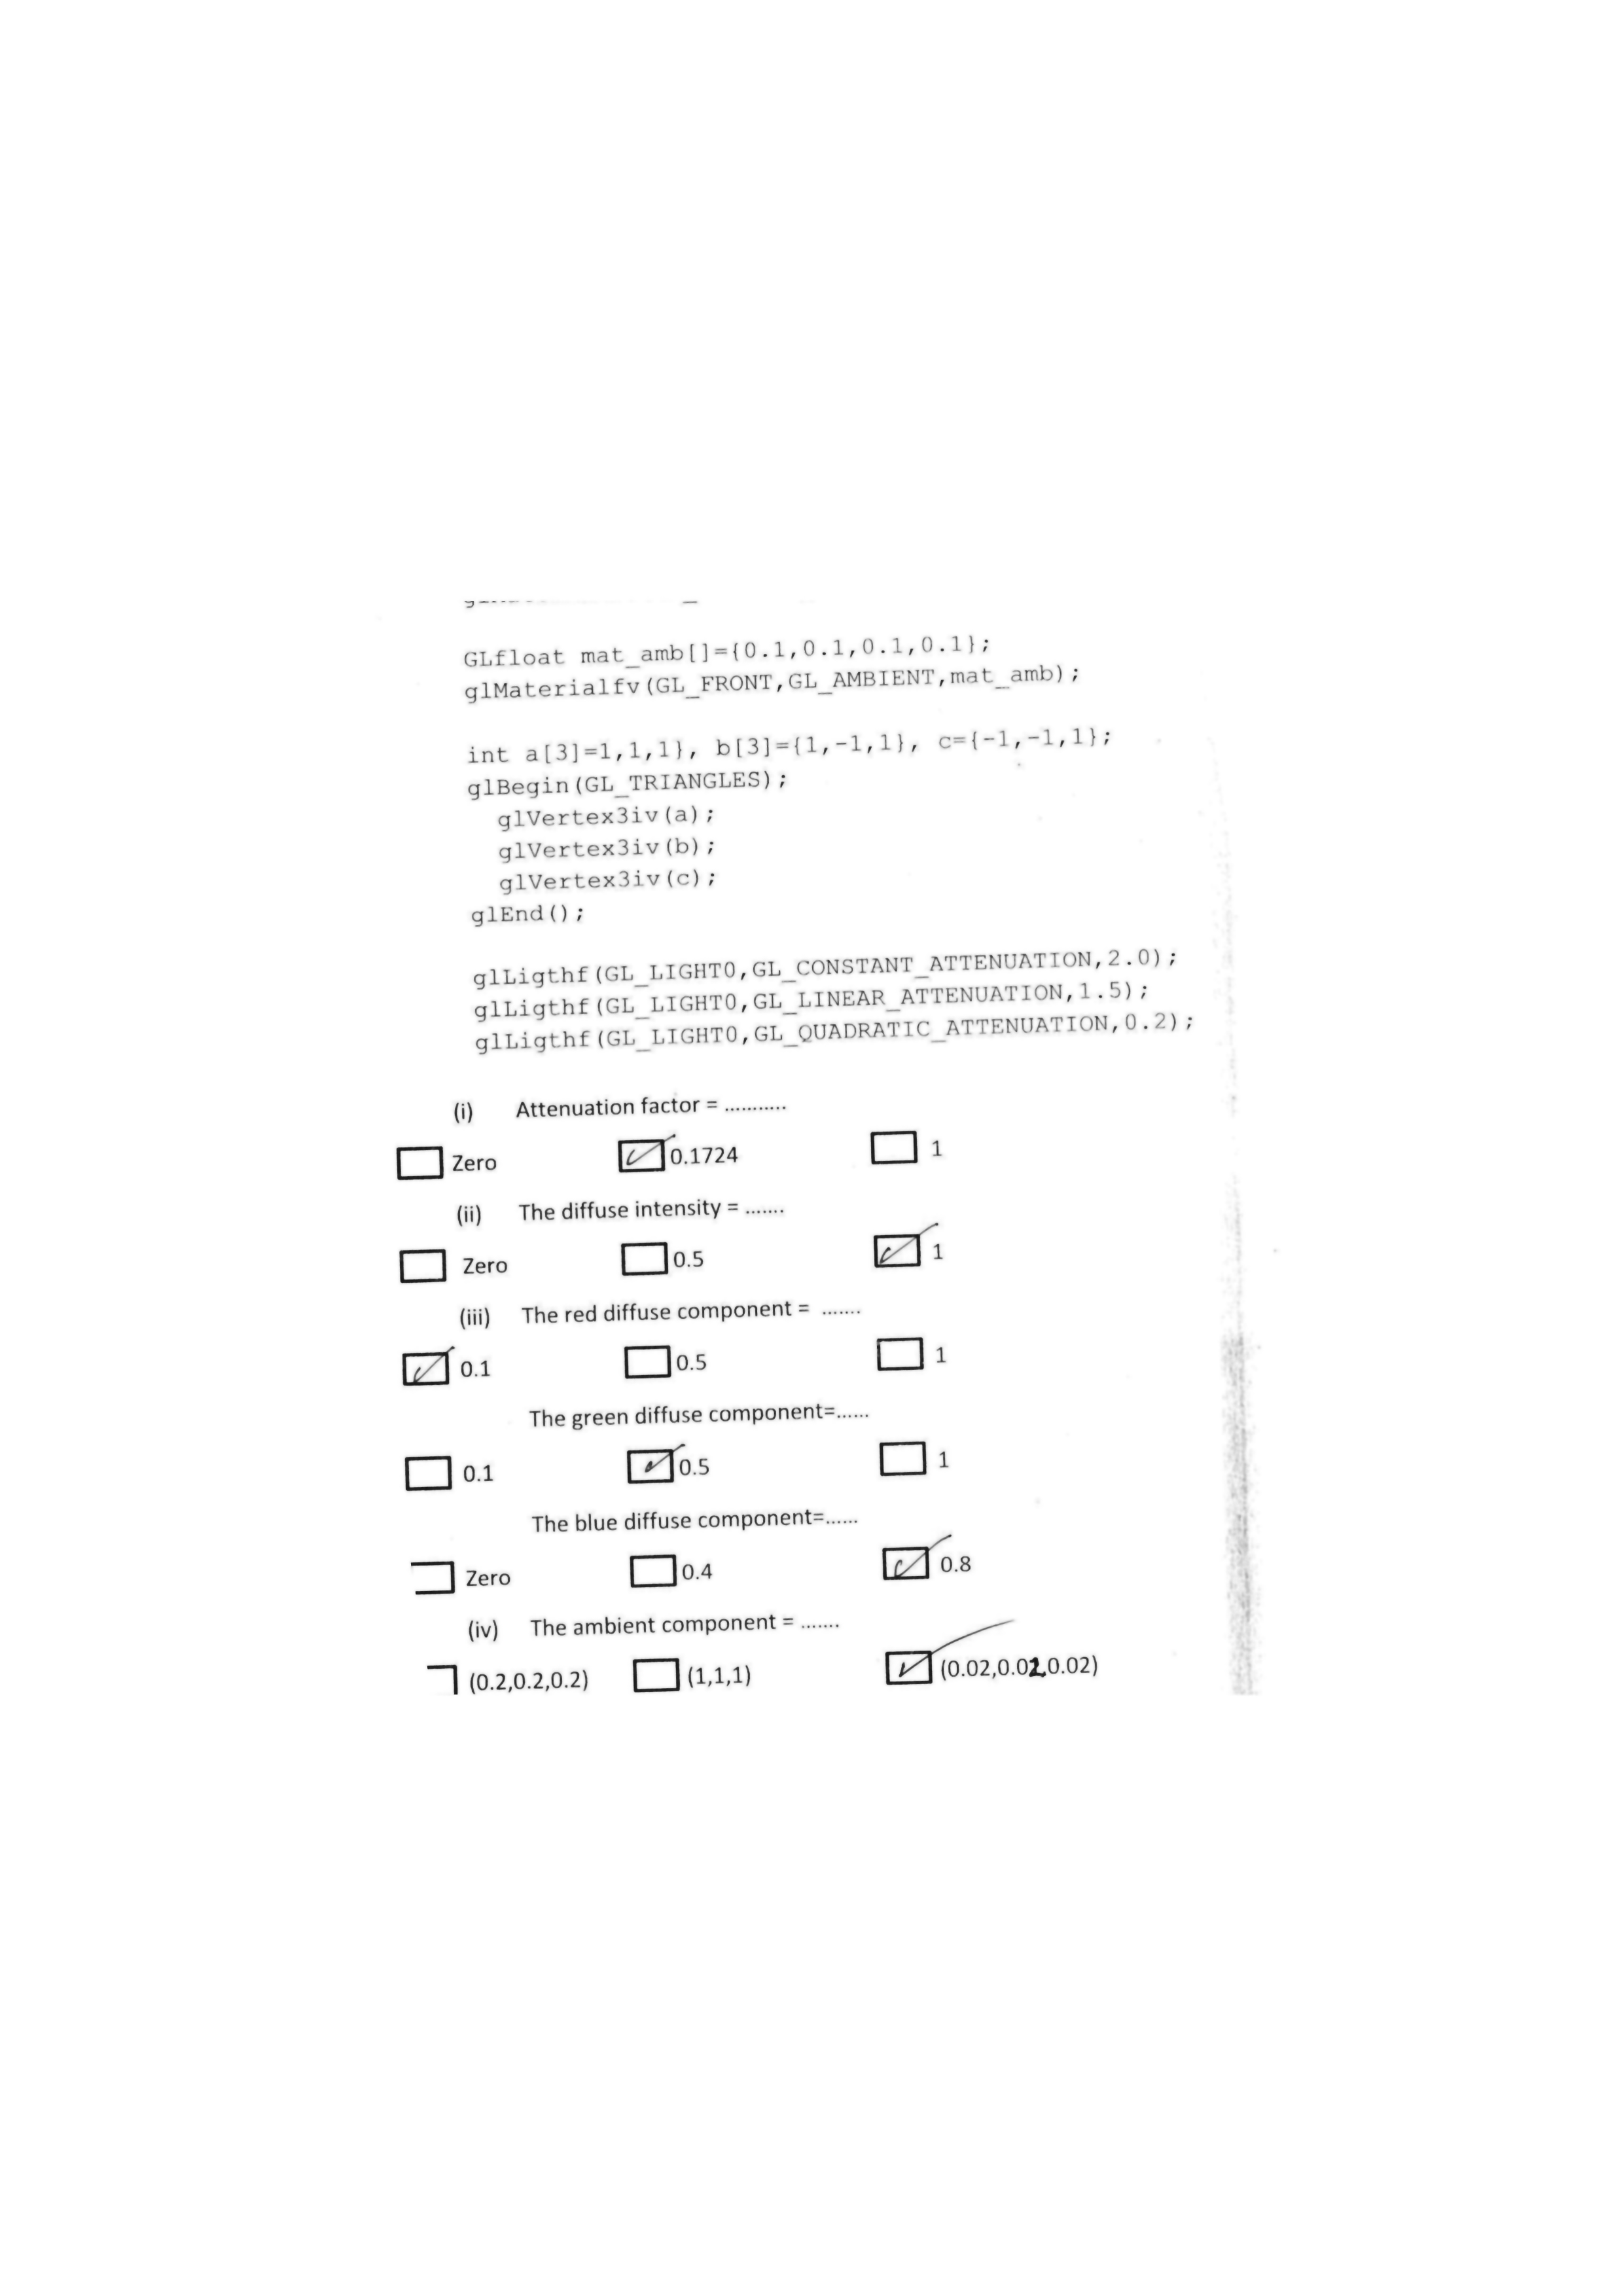 GLfloat mat_amb[]={0.1,0.1,0.1,0.1};
glMaterialfv(GL_FRONT,GL_AMBIENT,mat_amb);
int a[3]=1,1,1}, b[3]={1,-1,1}, c={-1,-1,1};
glBegin(GL_TRIANGLES);
glVertex3iv(a);
glVertex3iv(b);
glVertex3iv(c);
glEnd();
glLigthf(GL_LIGHT0,GL_CONSTANT_ATTENUATION,2.0);
glLigthf(GL_LIGHT0,GL_LINEAR_ATTENUATION,1.5);
glLigthf(GL_LIGHT0,GL_QUADRATIC_ATTENUATION,0.2);
(i) Attenuation factor = ...........
Zero 0.1724 1
(ii) The diffuse intensity = .......
Zero 0.5 1
(iii) The red diffuse component = .......
0.1 0.5 1
The green diffuse component=......
0.1 0.5 1
The blue diffuse component=......
Zero 0.4 0.8
(iv) The ambient component = .......
(0.2,0.2,0.2) (1,1,1) (0.02,0.02,0.02)